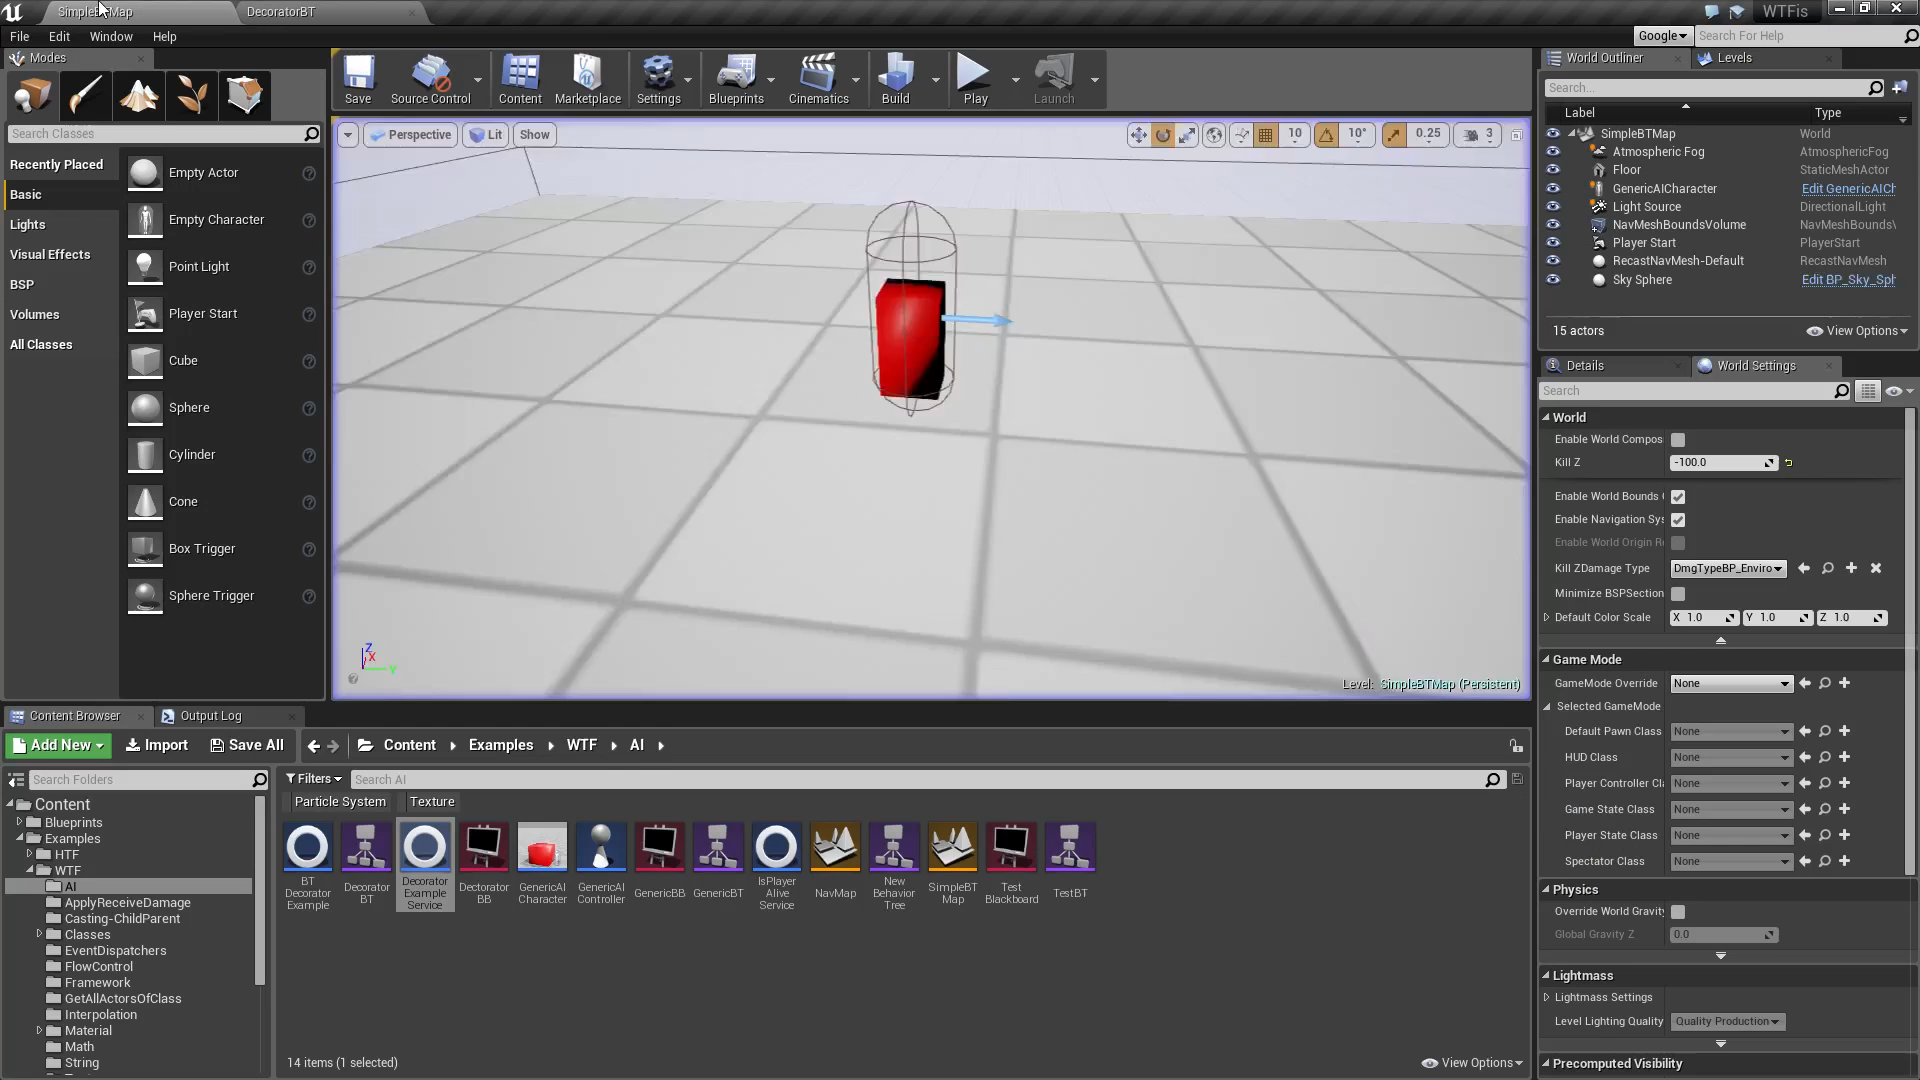 SimpleBTMap
DecoratorBT
WTFis
File Edit Window Help
Google
Search For Help
Modes
Search Classes
Recently Placed
Basic
Lights
Visual Effects
BSP
Volumes
All Classes
Empty Actor
Empty Character
Point Light
Player Start
Cube
Sphere
Cylinder
Cone
Box Trigger
Sphere Trigger
Save
Source Control
Content
Marketplace
Settings
Blueprints
Cinematics
Build
Play
Launch
Perspective
Lit
Show
10
10°
0.25
3
Z
X
Y
Level: SimpleBTMap (Persistent)
World Outliner
Levels
Search...
Label Type
SimpleBTMap World
Atmospheric Fog AtmosphericFog
Floor StaticMeshActor
GenericAICharacter Edit GenericAICh
Light Source DirectionalLight
NavMeshBoundsVolume NavMeshBoundsV
Player Start PlayerStart
RecastNavMesh-Default RecastNavMesh
Sky Sphere Edit BP_Sky_Sph
15 actors
View Options
Details
World Settings
Search
World
Enable World Compos
Kill Z -100.0
Enable World Bounds
Enable Navigation Sys
Enable World Origin Re
Kill ZDamage Type DmgTypeBP_Enviro
Minimize BSPSection
Default Color Scale X 1.0 Y 1.0 Z 1.0
Game Mode
GameMode Override None
Selected GameMode
Default Pawn Class None
HUD Class None
Player Controller Cl None
Game State Class None
Player State Class None
Spectator Class None
Physics
Override World Gravity
Global Gravity Z 0.0
Lightmass
Lightmass Settings
Level Lighting Quality Quality Production
Precomputed Visibility
Content Browser
Output Log
Add New
Import
Save All
Content Examples WTF AI
Search Folders
Filters
Search AI
Particle System
Texture
Content
Blueprints
Examples
HTF
WTF
AI
ApplyReceiveDamage
Casting-ChildParent
Classes
EventDispatchers
FlowControl
Framework
GetAllActorsOfClass
Interpolation
Material
Math
String
BT
Decorator
Example
Decorator
BT
Decorator
Example
Service
Dectorator
BB
GenericAI
Character
GenericAI
Controller
GenericBB
GenericBT
IsPlayer
Alive
Service
NavMap
New
Behavior
Tree
SimpleBT
Map
Test
Blackboard
TestBT
14 items (1 selected)
View Options